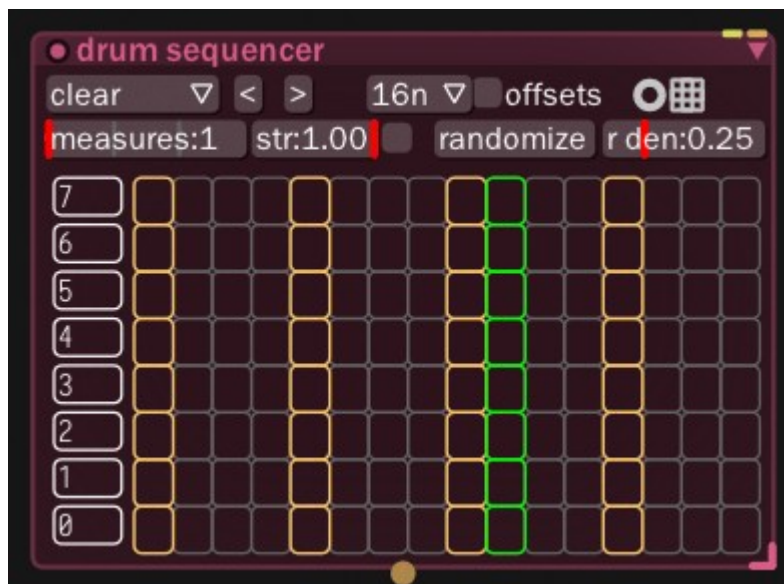 drum sequencer
clear < > 16n offsets
measures:1 str:1.00 randomize r den:0.25
7
6
5
4
3
2
1
0